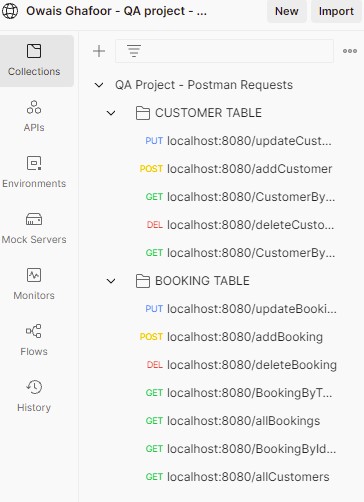 Owais Ghafoor - QA project - ...
New
Import
Collections
APIs
Environments
Mock Servers
Monitors
Flows
History
QA Project - Postman Requests
CUSTOMER TABLE
PUT localhost:8080/updateCust...
POST localhost:8080/addCustomer
GET localhost:8080/CustomerBy...
DEL localhost:8080/deleteCusto...
GET localhost:8080/CustomerBy...
BOOKING TABLE
PUT localhost:8080/updateBooki...
POST localhost:8080/addBooking
DEL localhost:8080/deleteBooking
GET localhost:8080/BookingByT...
GET localhost:8080/allBookings
GET localhost:8080/BookingById...
GET localhost:8080/allCustomers